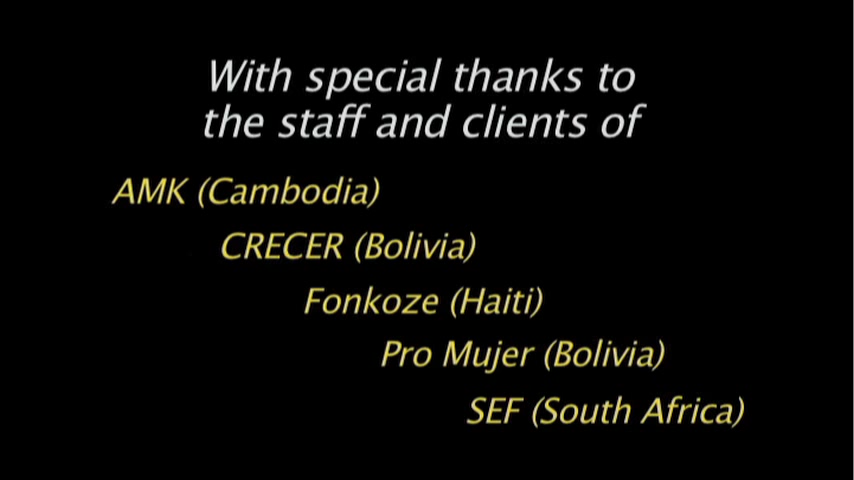 With special thanks to
the staff and clients of
AMK (Cambodia)
CRECER (Bolivia)
Fonkoze (Haiti)
Pro Mujer (Bolivia)
SEF (South Africa)